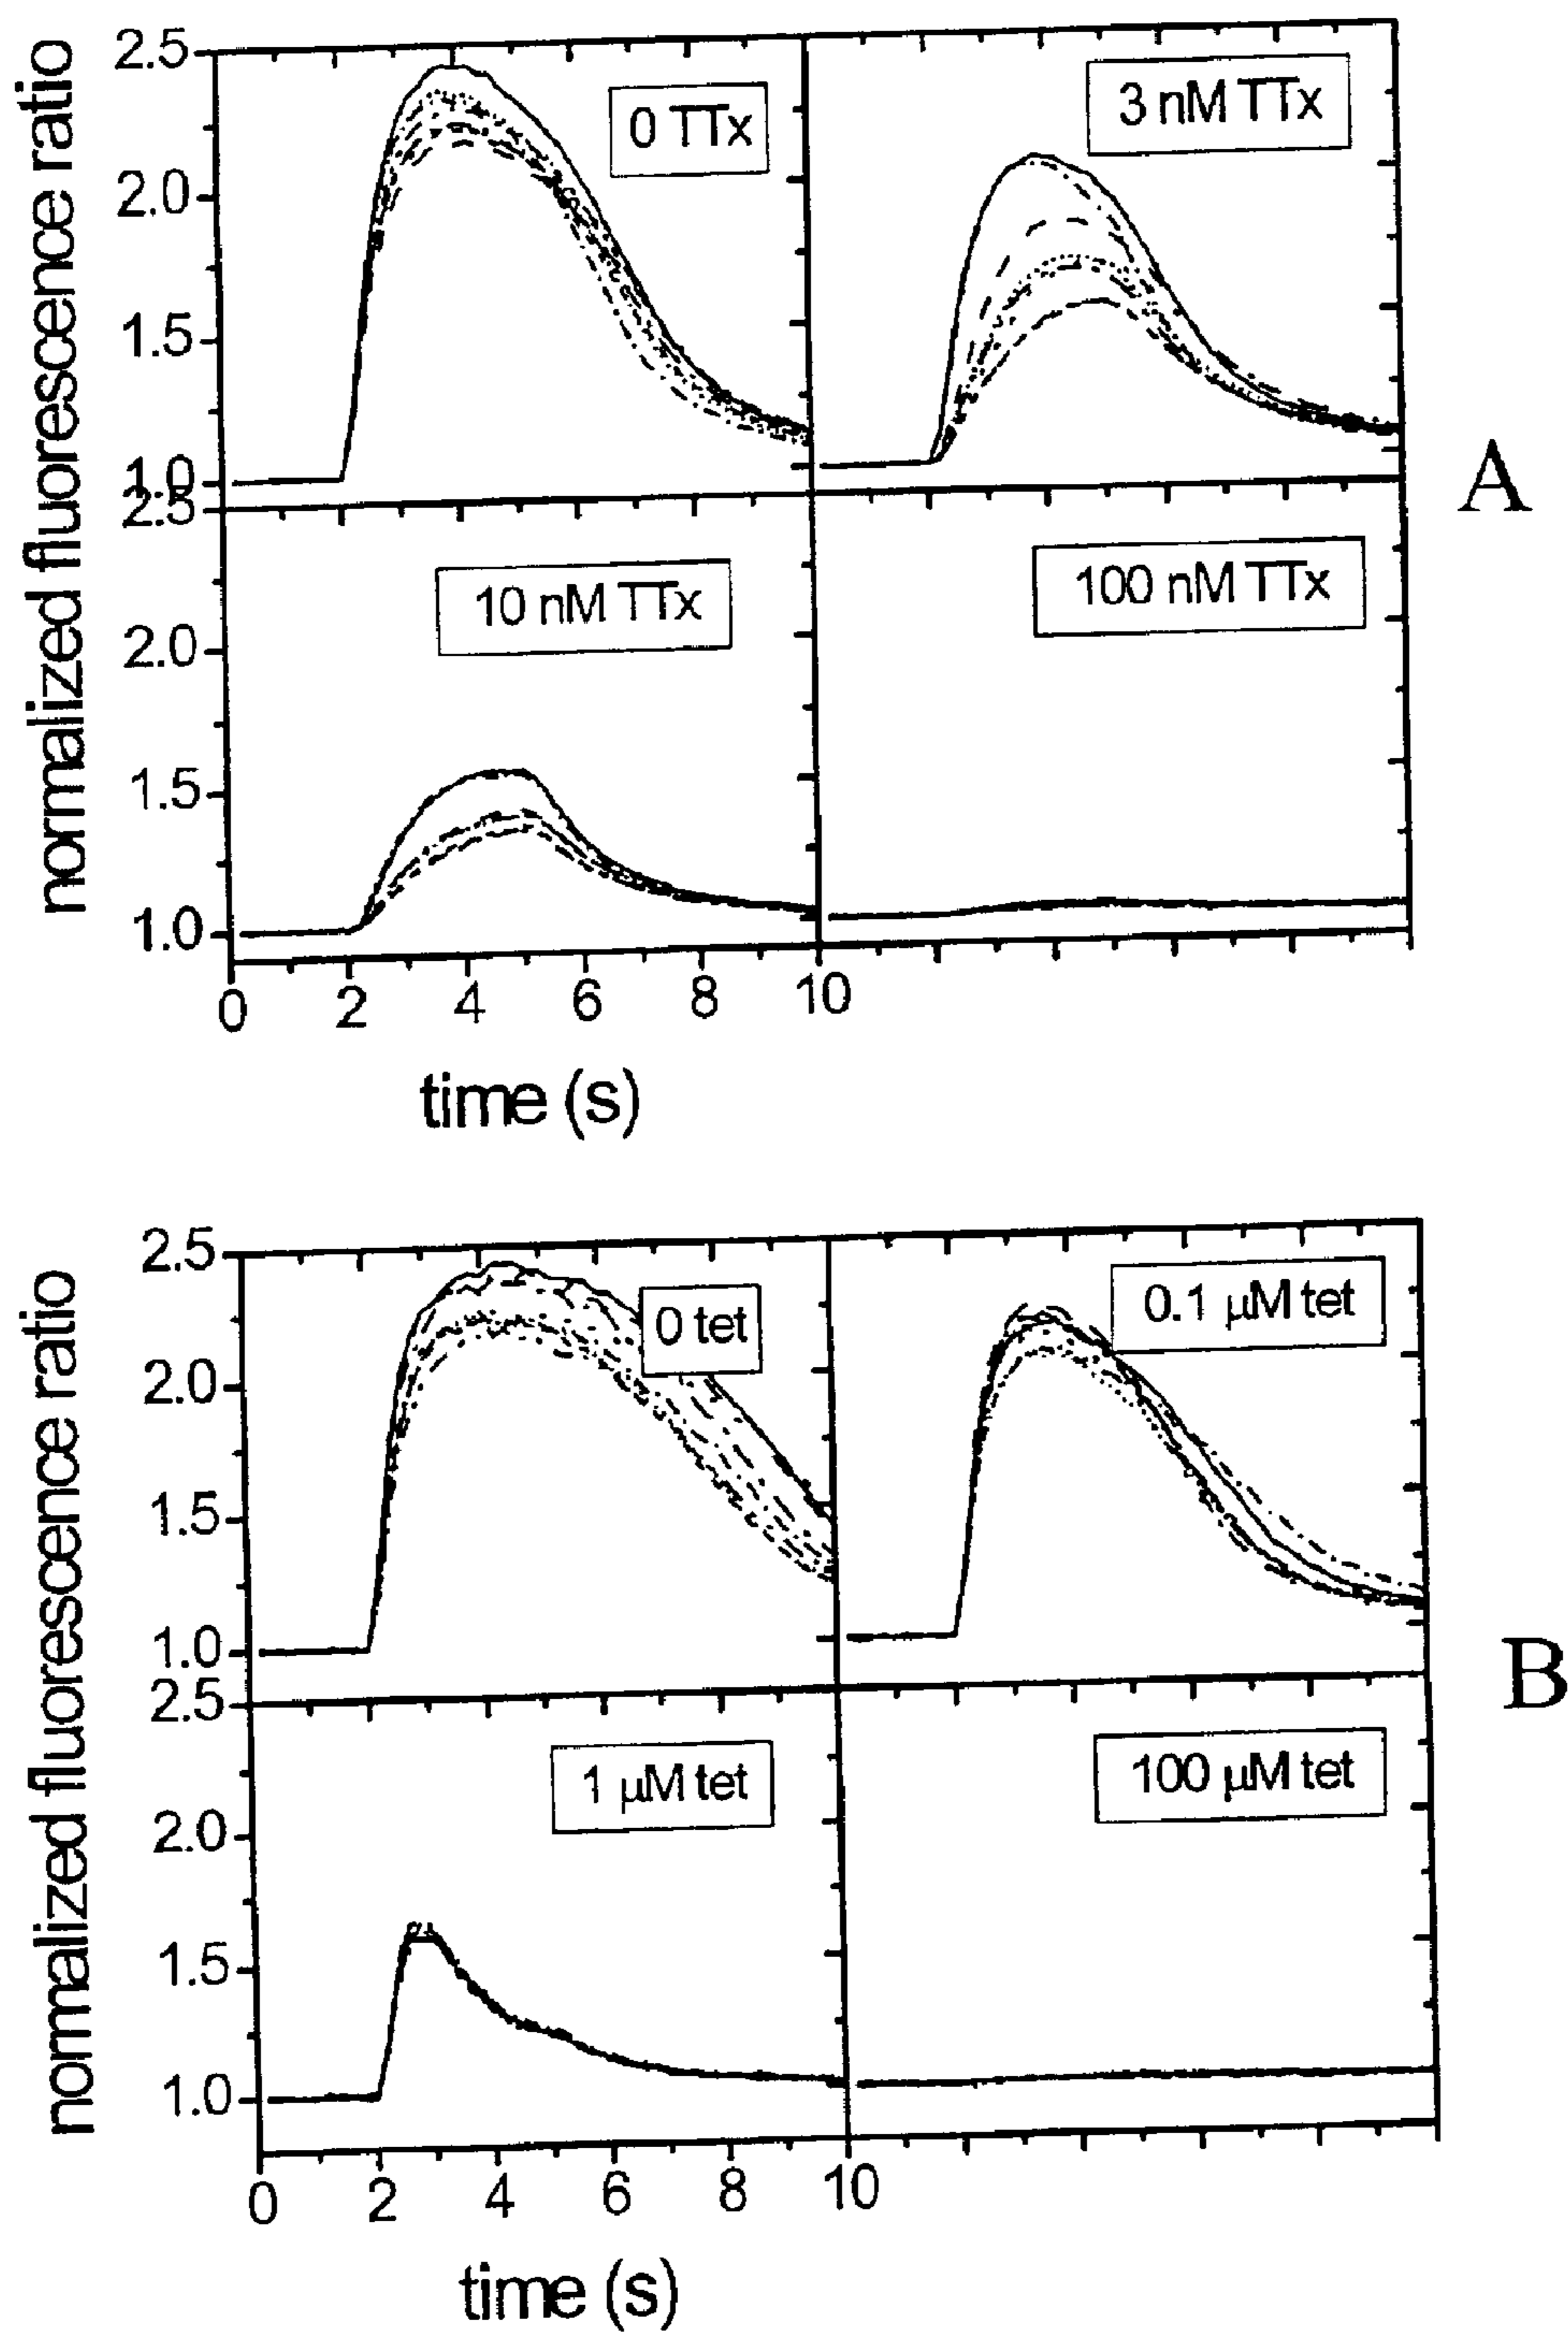 normalized fluorescence ratio
2.5
2.0
1.5
1.0
0 TTx
3 nM TTx
A
2.5
2.0
1.5
1.0
10 nM TTx
100 nM TTx
0 2 4 6 8 10
time (s)
normalized fluorescence ratio
2.5
2.0
1.5
1.0
0 tet
0.1 µM tet
B
2.5
2.0
1.5
1.0
1 µM tet
100 µM tet
0 2 4 6 8 10
time (s)